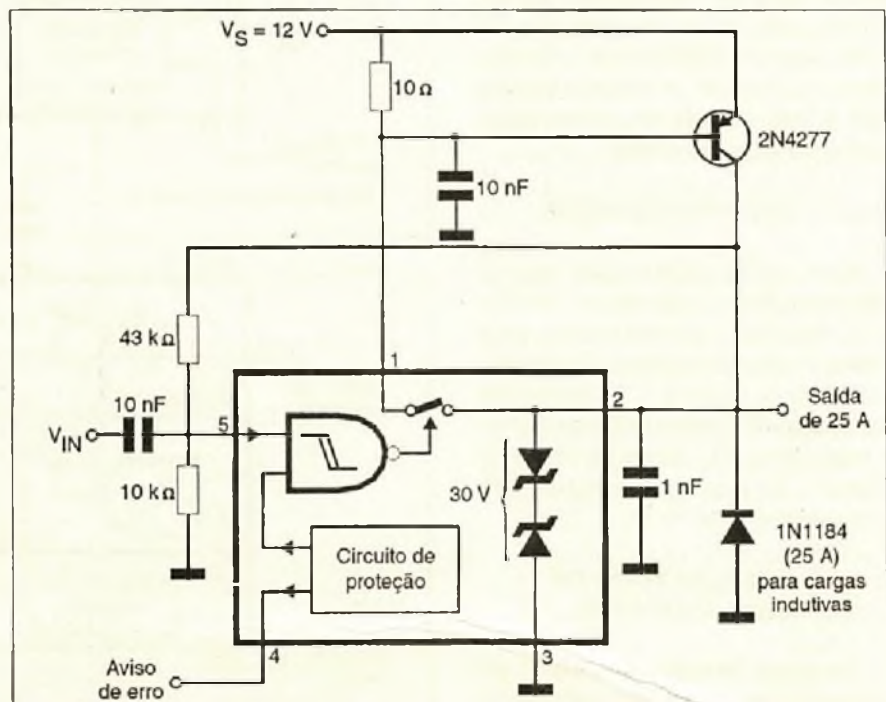 V_S = 12 V
10 Ω
2N4277
10 nF
43 kΩ
1
10 nF
2
Saída
de 25 A
V_IN
5
30 V
10 kΩ
1 nF
1N1184
(25 A)
para cargas
indutivas
Circuito de
proteção
4
3
Aviso
de erro